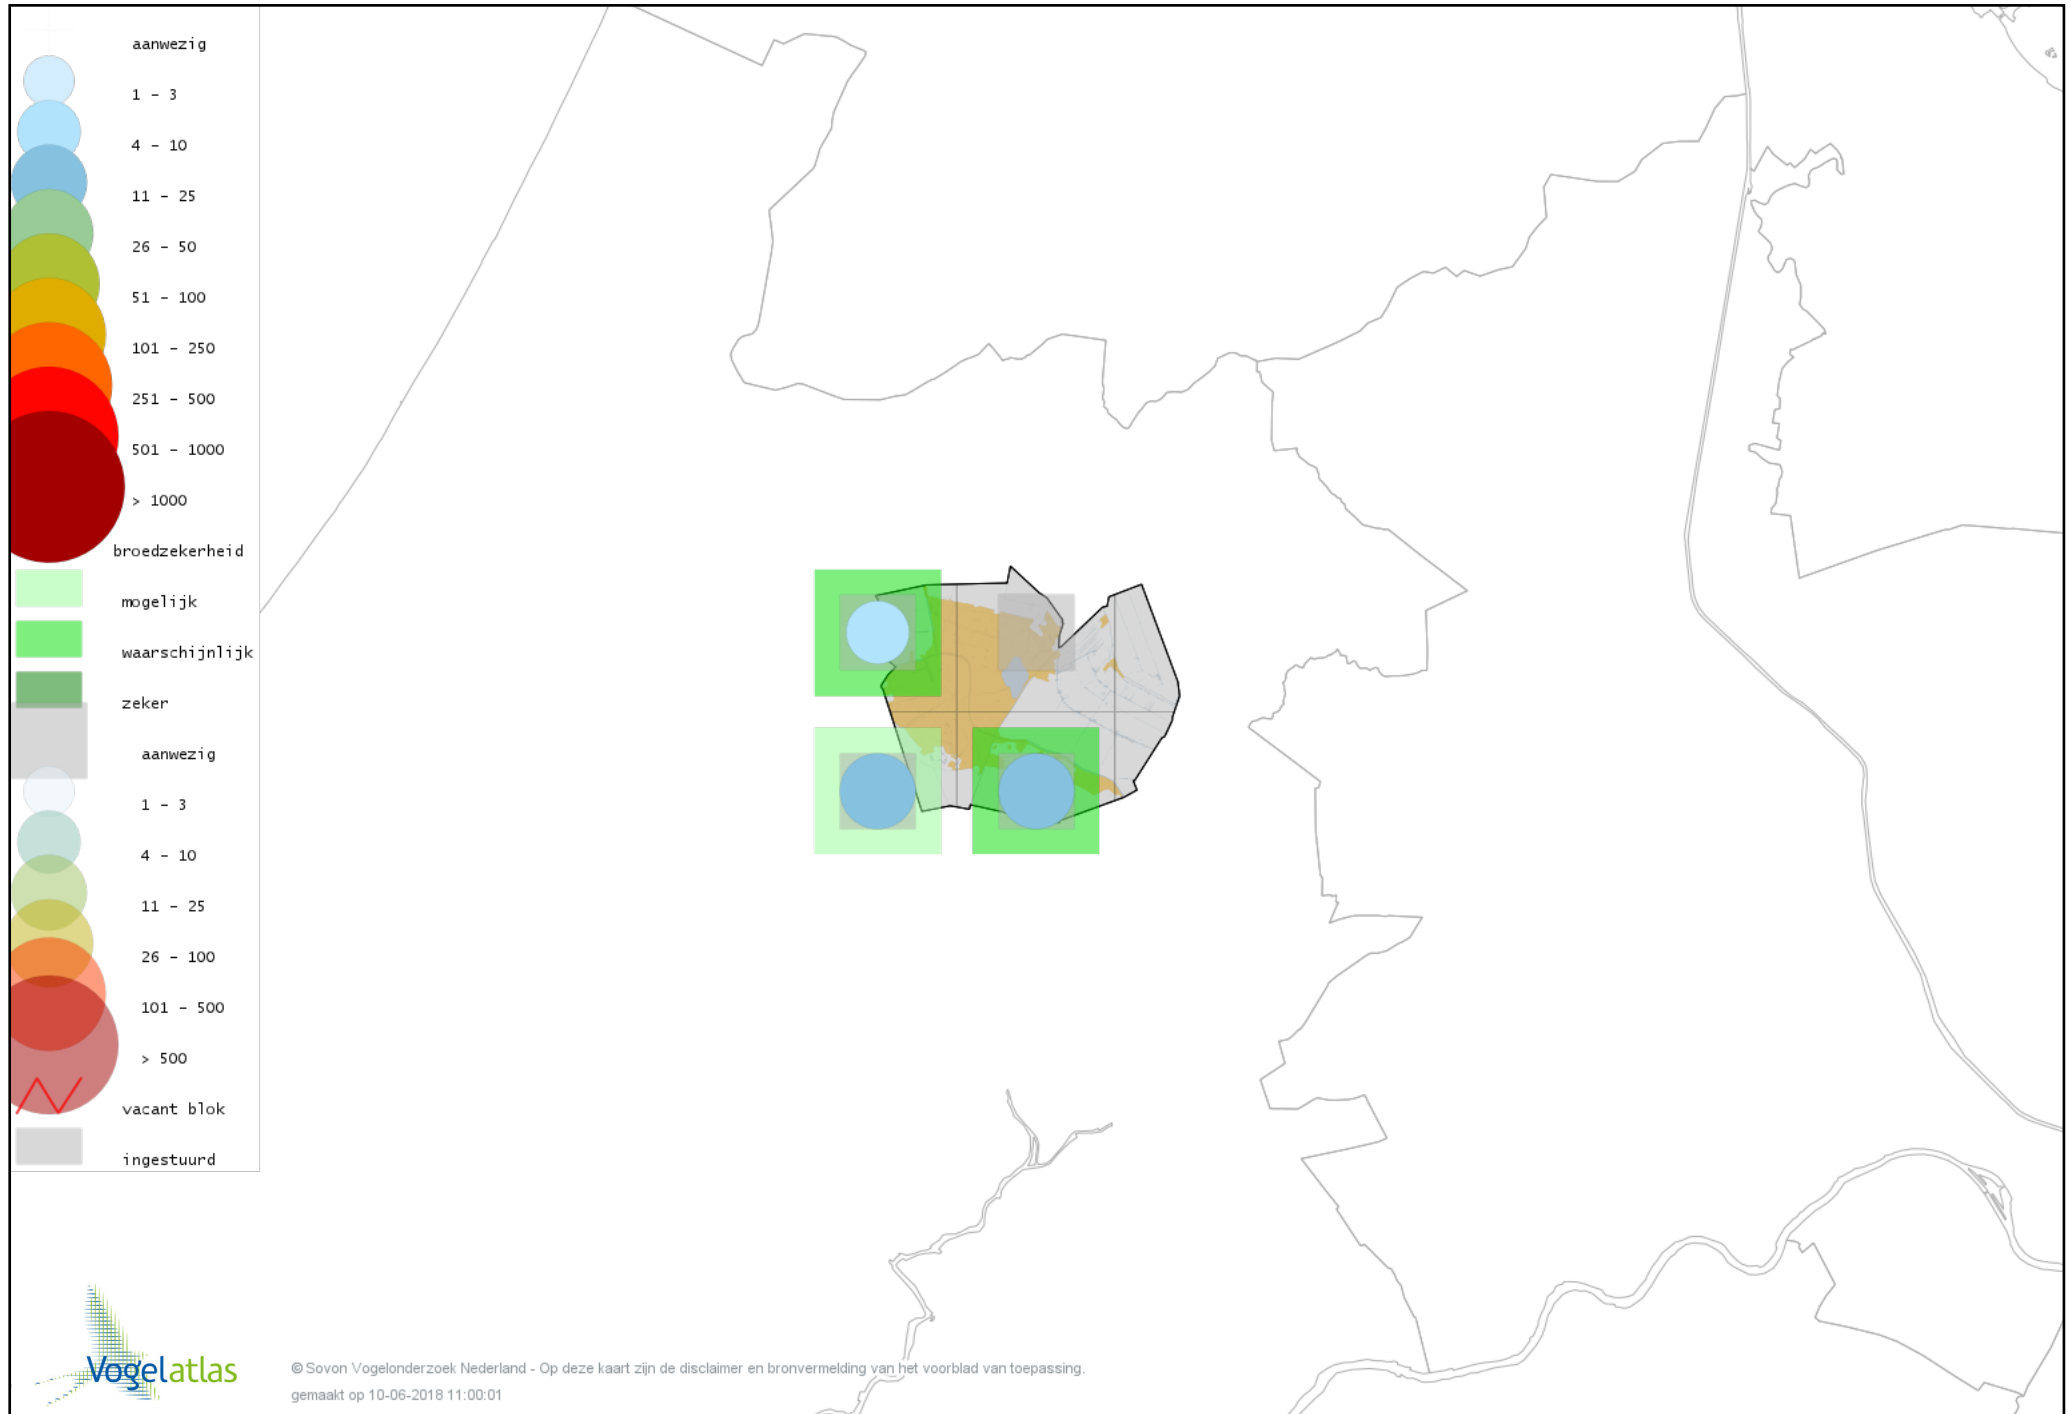 aanwezig
1 - 3
4 - 10
11 - 25
26 - 50
51 - 100
101 - 250
251 - 500
501 - 1000
> 1000
broedzekerheid
mogelijk
waarschijnlijk
zeker
aanwezig
1 - 3
4 - 10
11 - 25
26 - 100
101 - 500
> 500
vacant blok
ingestuurd
Vogelatlas
© Sovon Vogelonderzoek Nederland - Op deze kaart zijn de disclaimer en bronvermelding van het voorblad van toepassing.
gemaakt op 10-06-2018 11:00:01